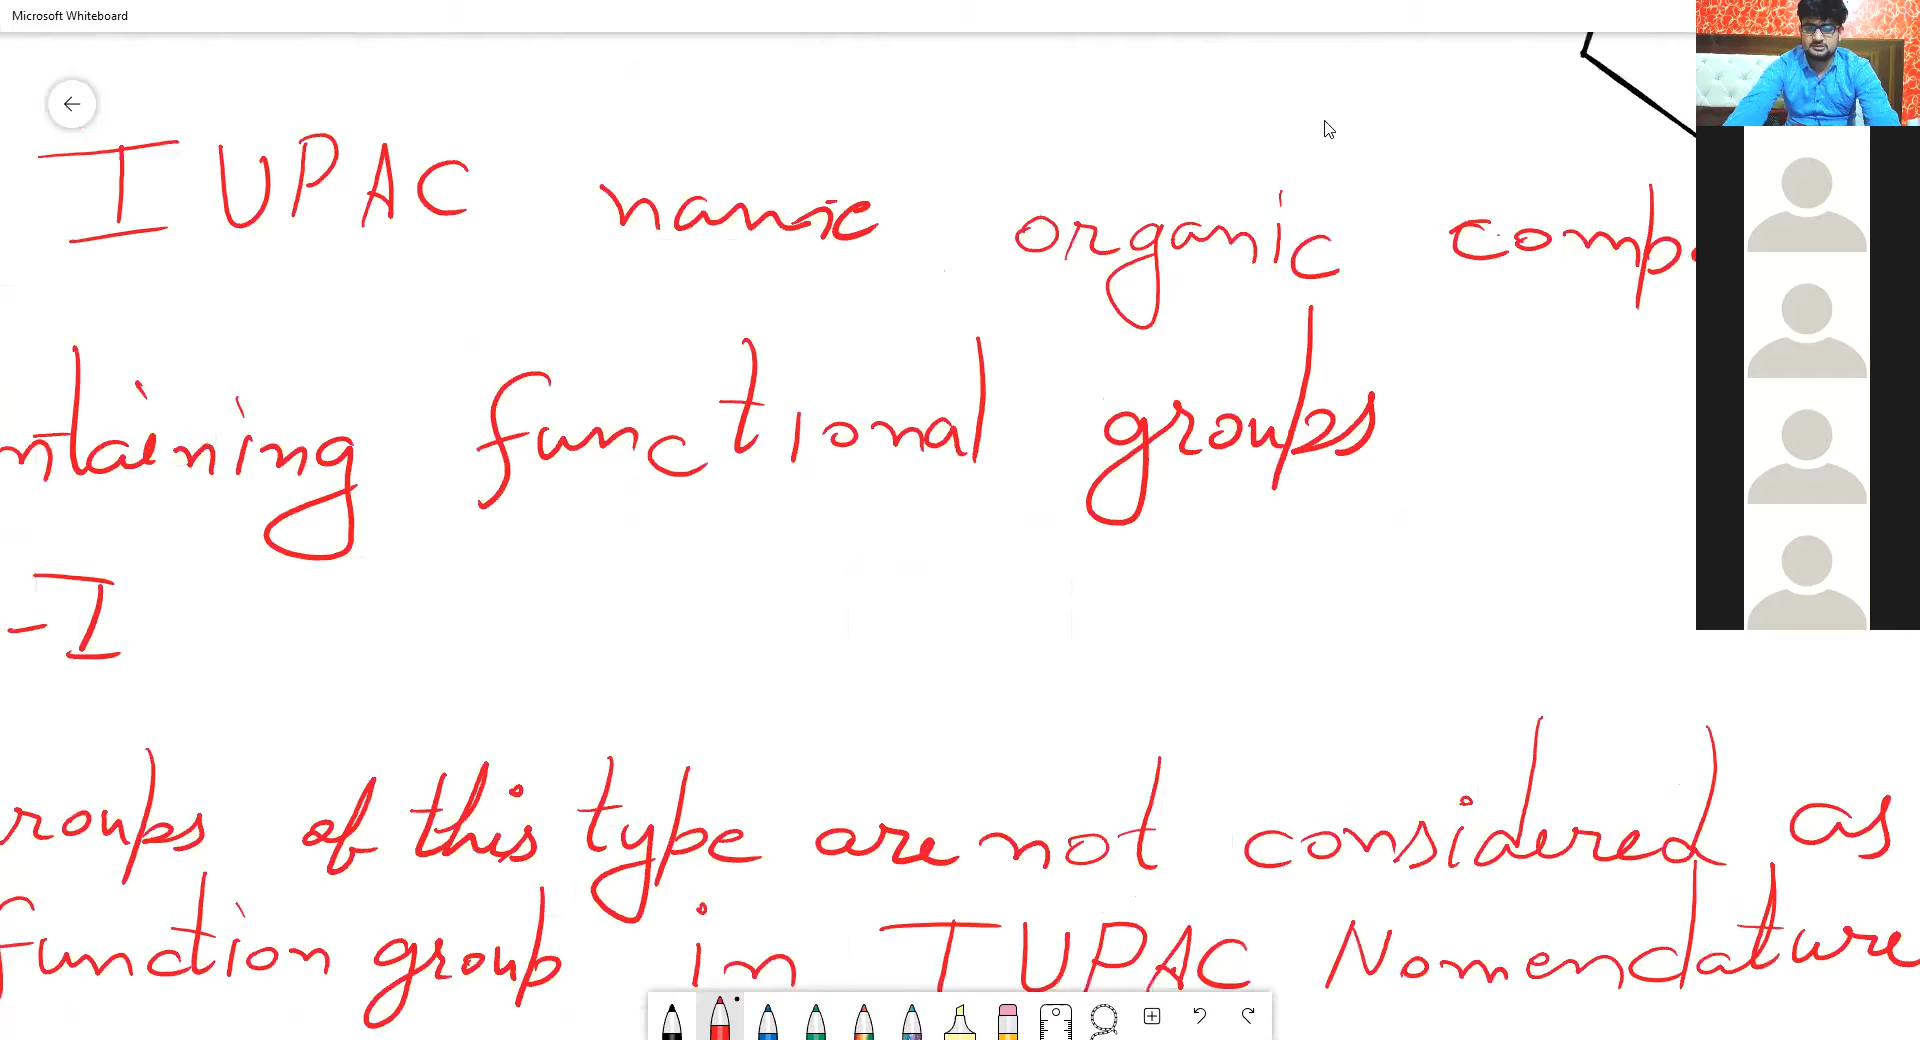 Microsoft Whiteboard
IUPAC name organic comp
ntaining functional groups
- I
roups of this type are not considered as
function group in IUPAC Nomenclature